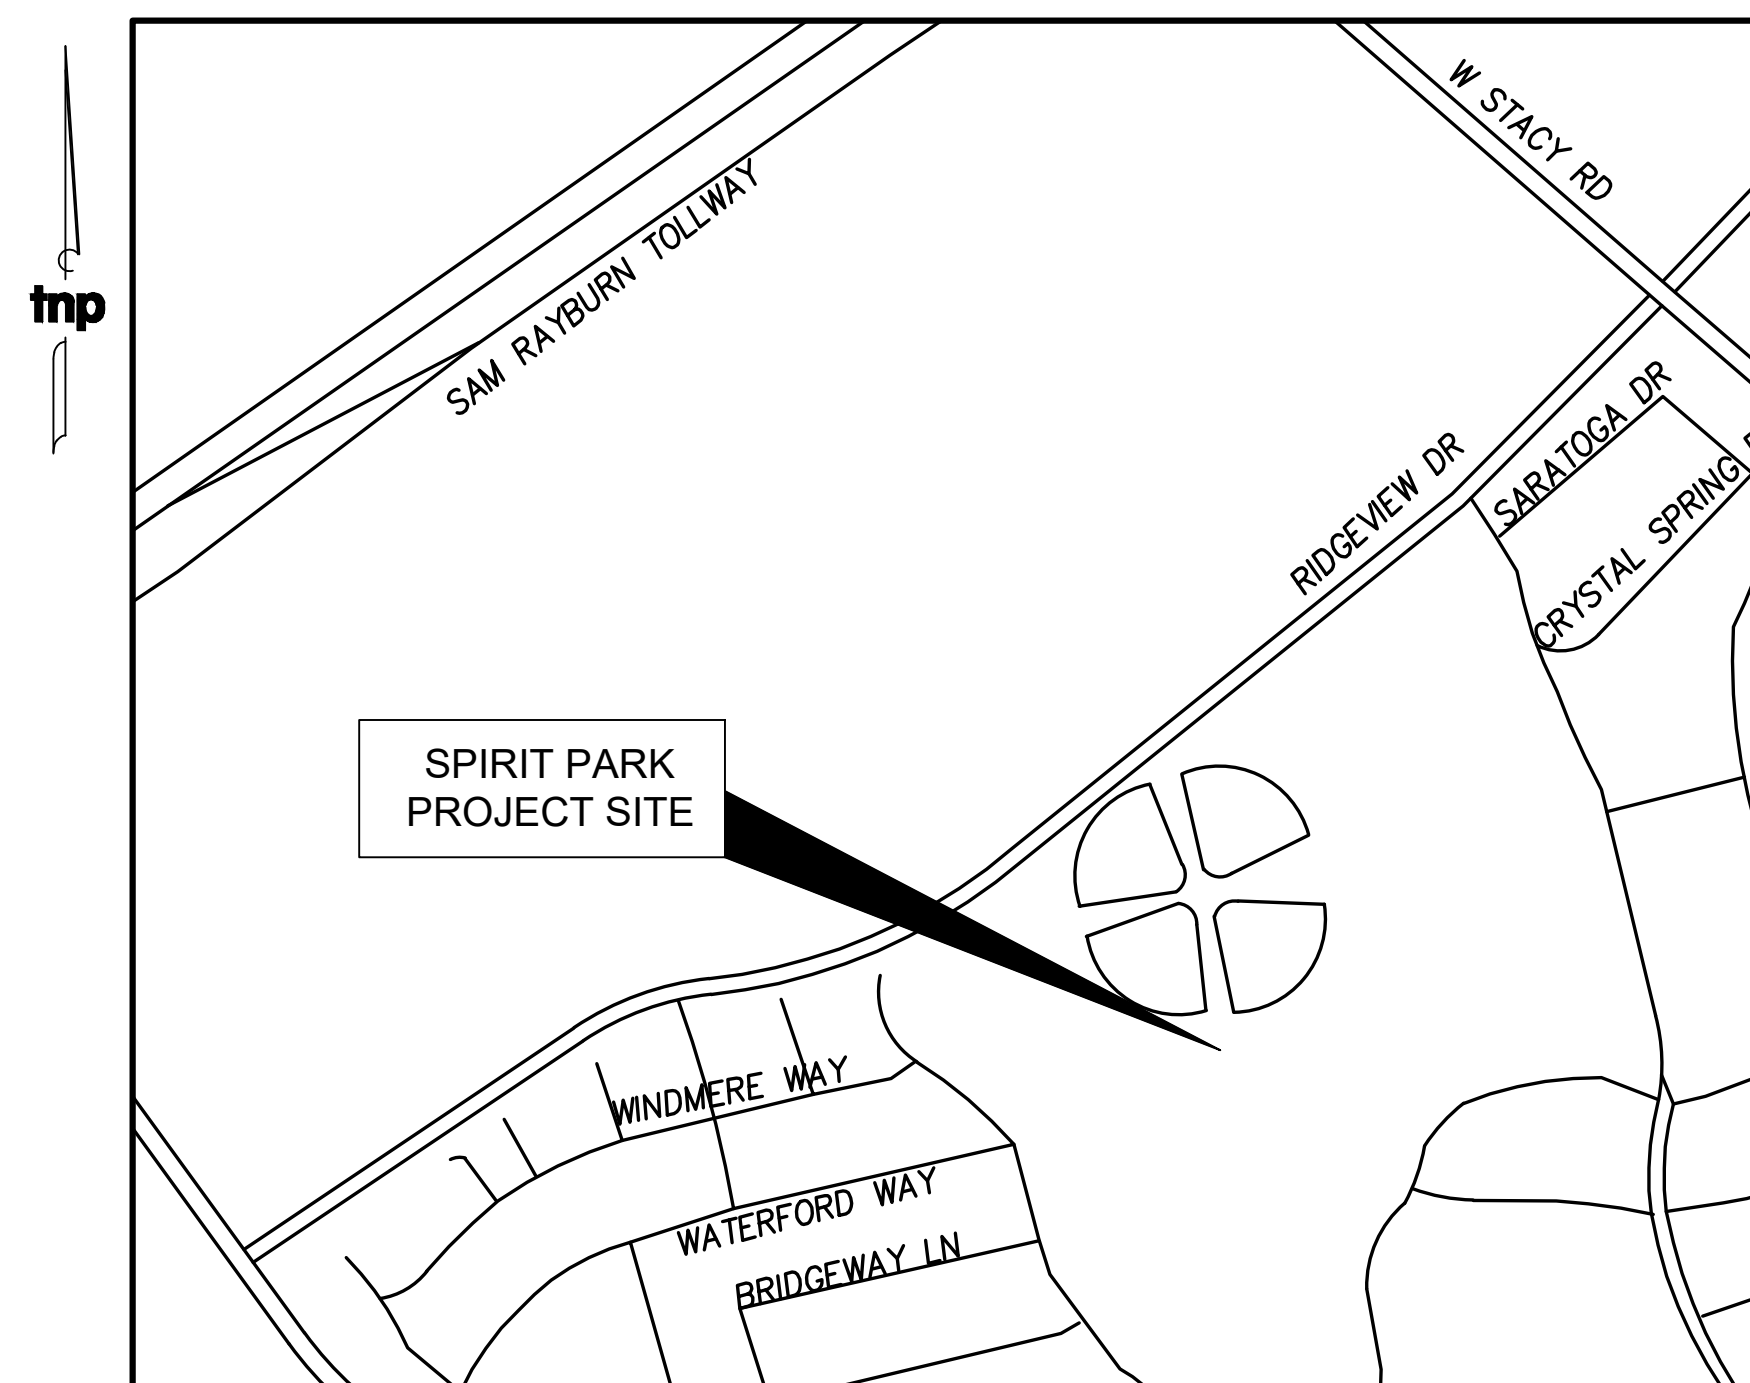 W STACY RD
SAM RAYBURN TOLLWAY
tnp
SARATOGA DR
RIDGEVIEW DR
CRYSTAL SPRING
SPIRIT PARK
PROJECT SITE
WINDMERE WAY
WATERFORD WAY
BRIDGEWAY LN